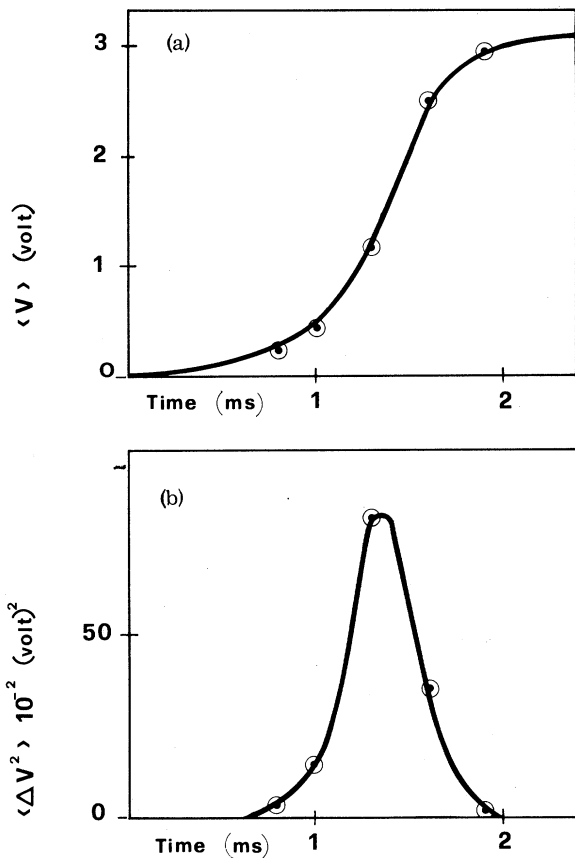 (a)
3
2
1
0
< V > (volt)
Time (ms) 1 2
(b)
50
0
< ΔV² > 10⁻² (volt)²
Time (ms) 1 2